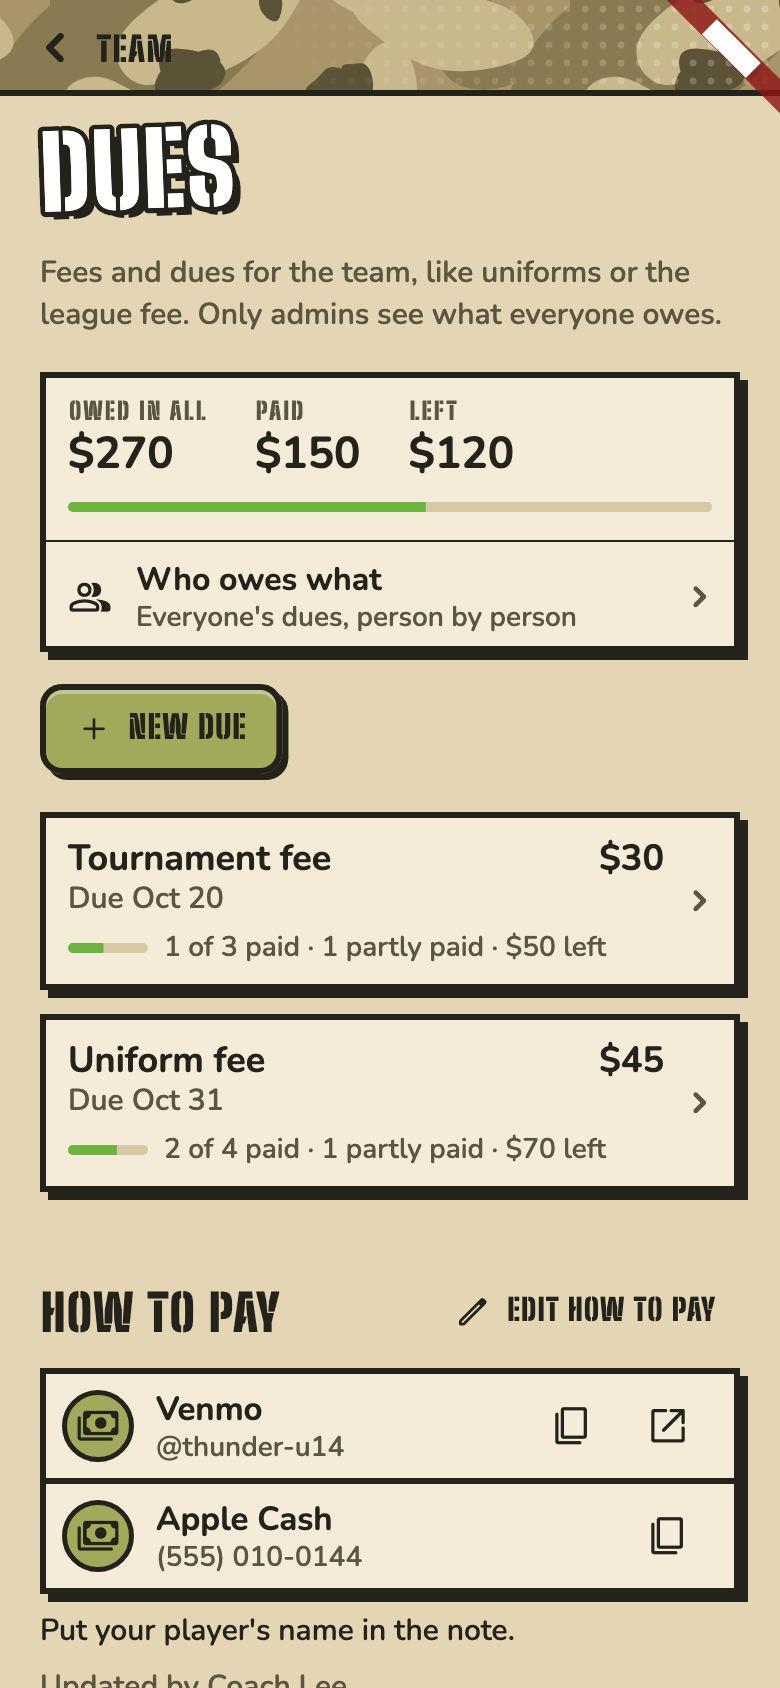 TEAM
DUES
Fees and dues for the team, like uniforms or the
league fee. Only admins see what everyone owes.
OWED IN ALL PAID LEFT
$270 $150 $120
Who owes what
Everyone's dues, person by person
+ NEW DUE
Tournament fee $30
Due Oct 20
1 of 3 paid · 1 partly paid · $50 left
Uniform fee $45
Due Oct 31
2 of 4 paid · 1 partly paid · $70 left
HOW TO PAY EDIT HOW TO PAY
Venmo
@thunder-u14
Apple Cash
(555) 010-0144
Put your player's name in the note.
Updated by Coach Lee